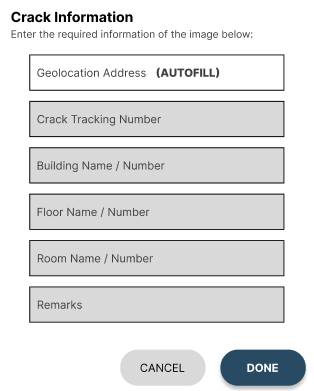 Crack Information
Enter the required information of the image below:
Geolocation Address (AUTOFILL)
Crack Tracking Number
Building Name / Number
Floor Name / Number
Room Name / Number
Remarks
CANCEL DONE